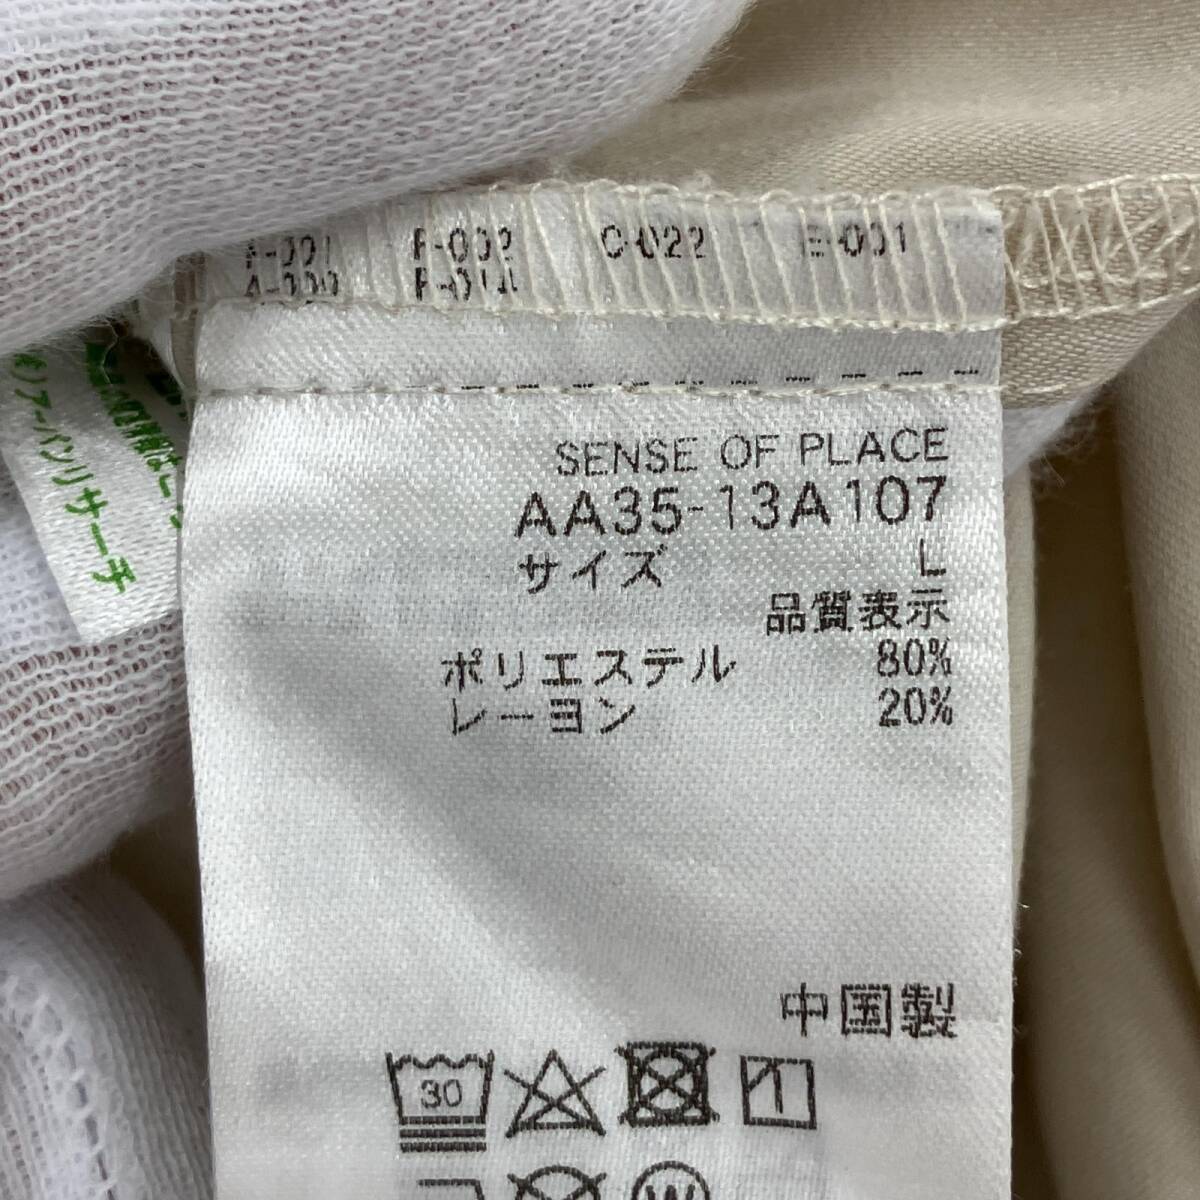 F-002 C-022 E-001
SENSE OF PLACE
AA35-13A107
サイズ L
品質表示
ポリエステル 80%
レーヨン 20%
中国製
30
W
アーバンリサーチ